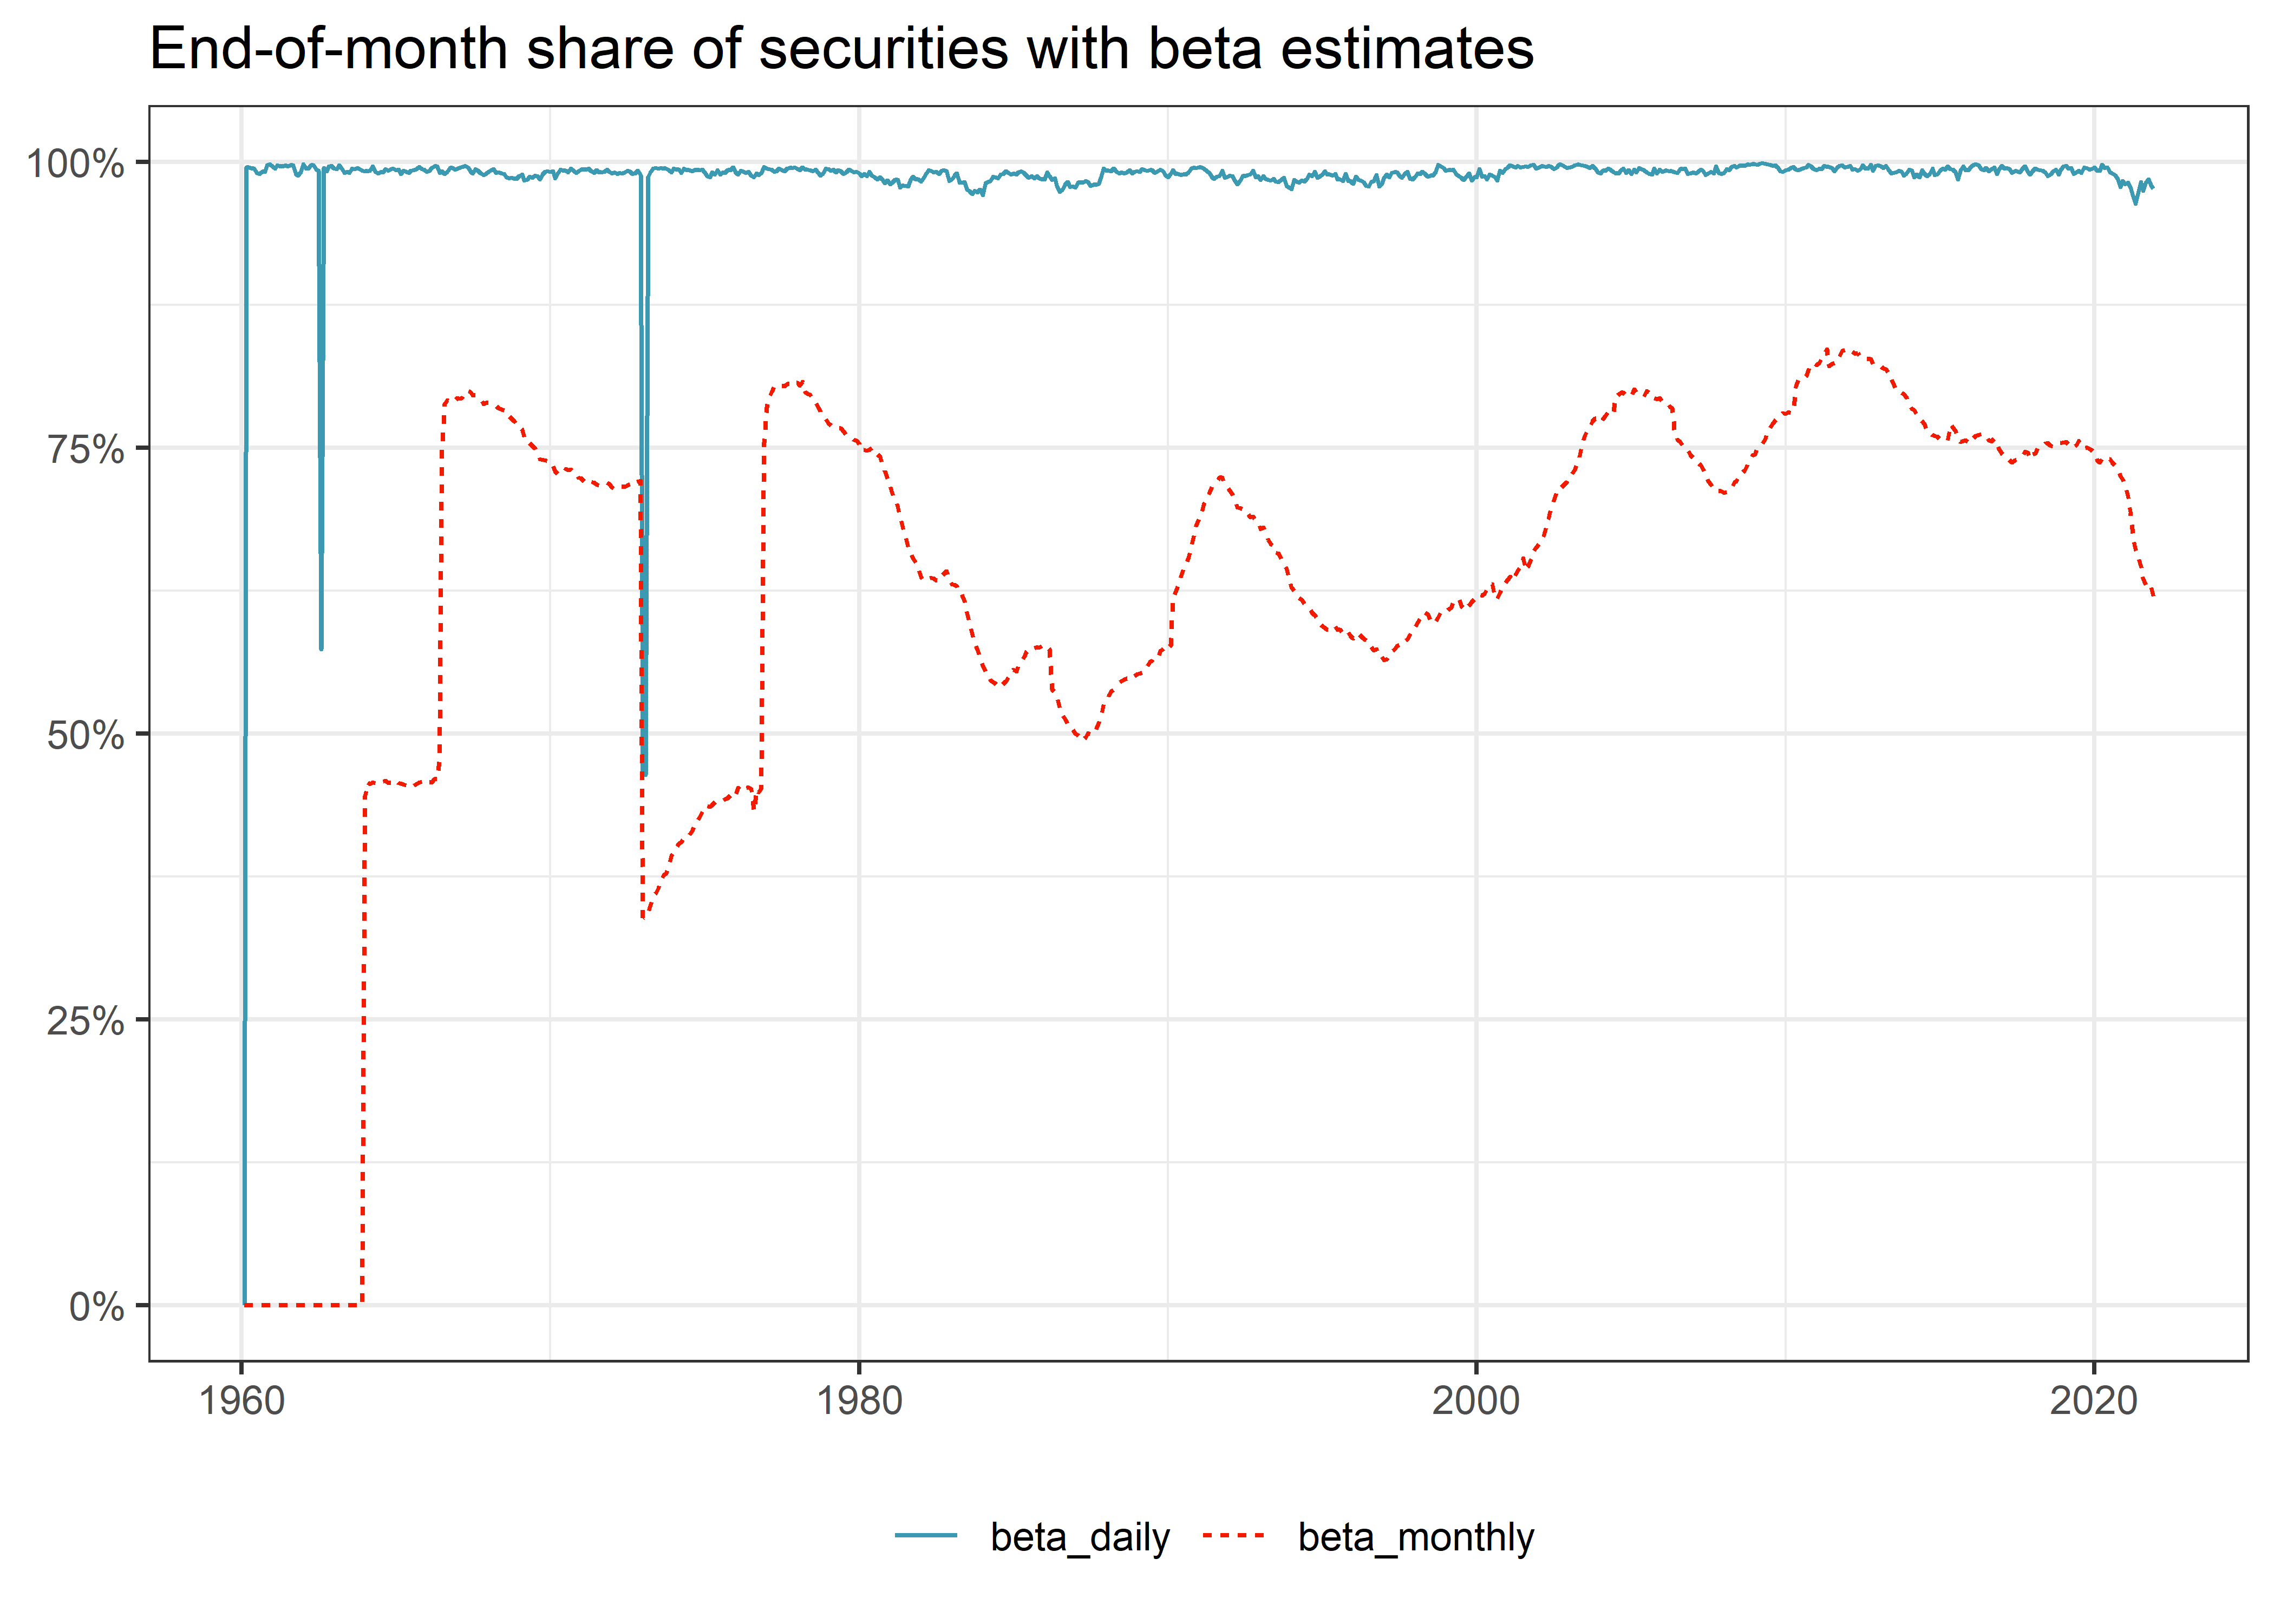 End-of-month share of securities with beta estimates
100%
75%
50%
25%
0%
1960 1980 2000 2020
beta_daily beta_monthly